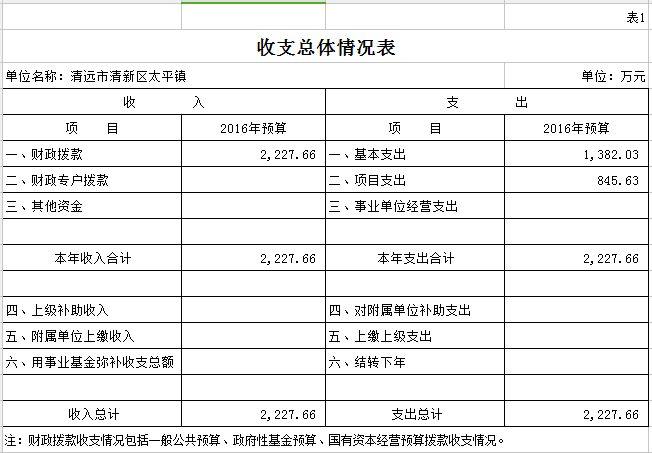 表1
收支总体情况表
单位名称：清远市清新区太平镇 单位：万元
收 入 支 出
项 目 2016年预算 项 目 2016年预算
一、财政拨款 2,227.66 一、基本支出 1,382.03
二、财政专户拨款 二、项目支出 845.63
三、其他资金 三、事业单位经营支出
本年收入合计 2,227.66 本年支出合计 2,227.66
四、上级补助收入 四、对附属单位补助支出
五、附属单位上缴收入 五、上缴上级支出
六、用事业基金弥补收支总额 六、结转下年
收入总计 2,227.66 支出总计 2,227.66
注：财政拨款收支情况包括一般公共预算、政府性基金预算、国有资本经营预算拨款收支情况。